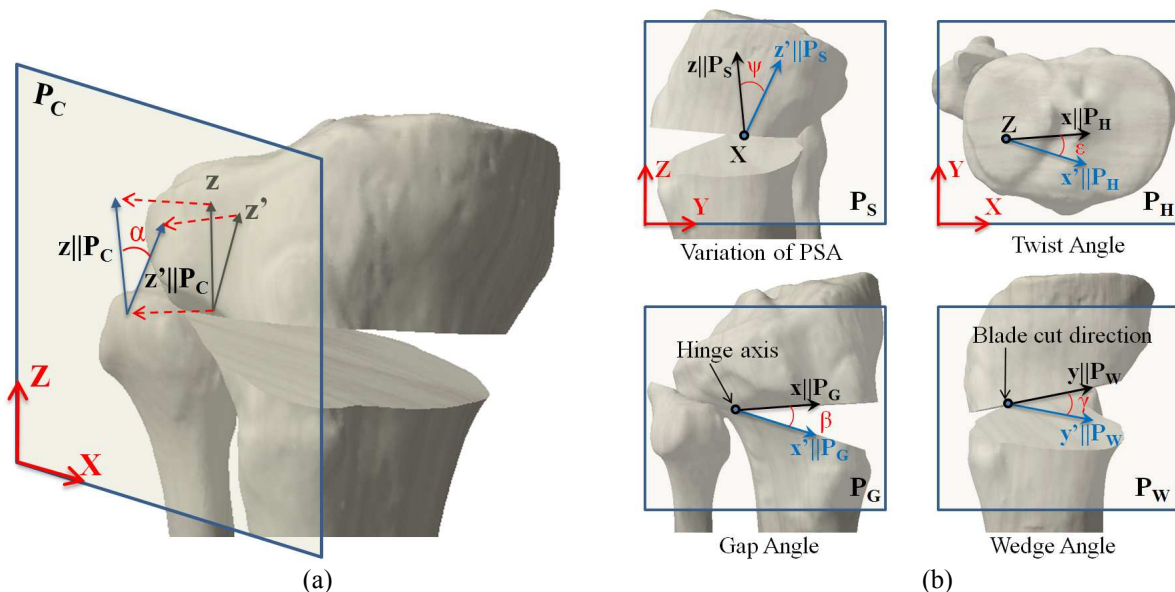 P_C
z
z'
α
z||P_C
z'||P_C
Z
X
(a)
z||P_S
ψ
z'||P_S
X
Z
Y
P_S
Variation of PSA
Z
x||P_H
ε
x'||P_H
Y
X
P_H
Twist Angle
Hinge axis
x||P_G
β
x'||P_G
P_G
Gap Angle
Blade cut direction
y||P_W
γ
y'||P_W
P_W
Wedge Angle
(b)